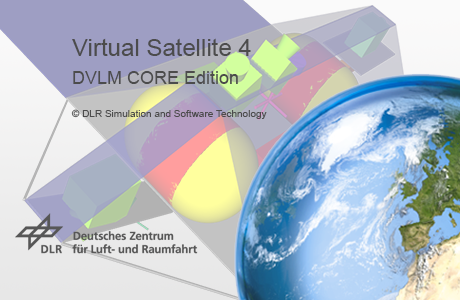 Virtual Satellite 4
DVLM CORE Edition
© DLR Simulation and Software Technology
DLR
Deutsches Zentrum
für Luft- und Raumfahrt